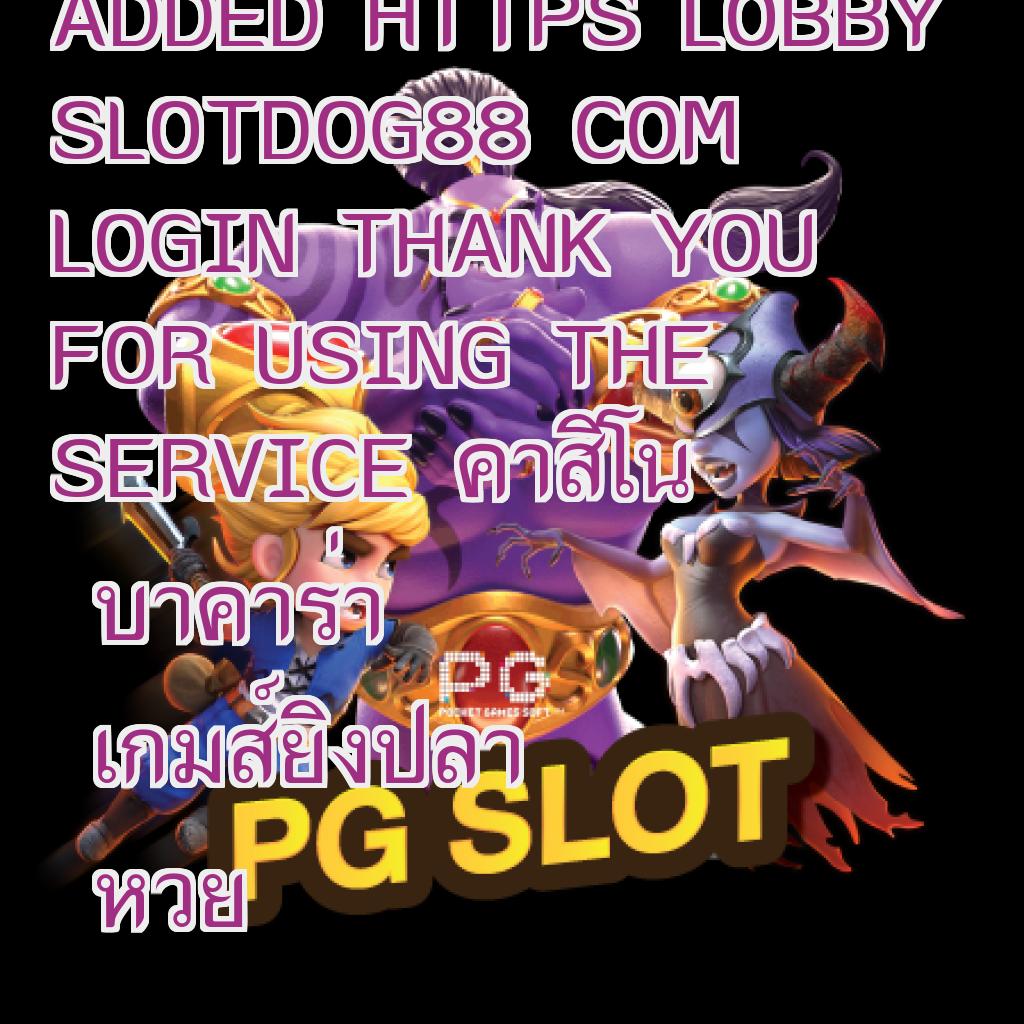 ADDED HTTPS LOBBY
SLOTDOG88 COM
LOGIN THANK YOU
FOR USING THE
SERVICE คาสิโน
บาคาร่า
PG
POCKET GAMES SOFT™
เกมส์ยิงปลา
PG SLOT
หวย